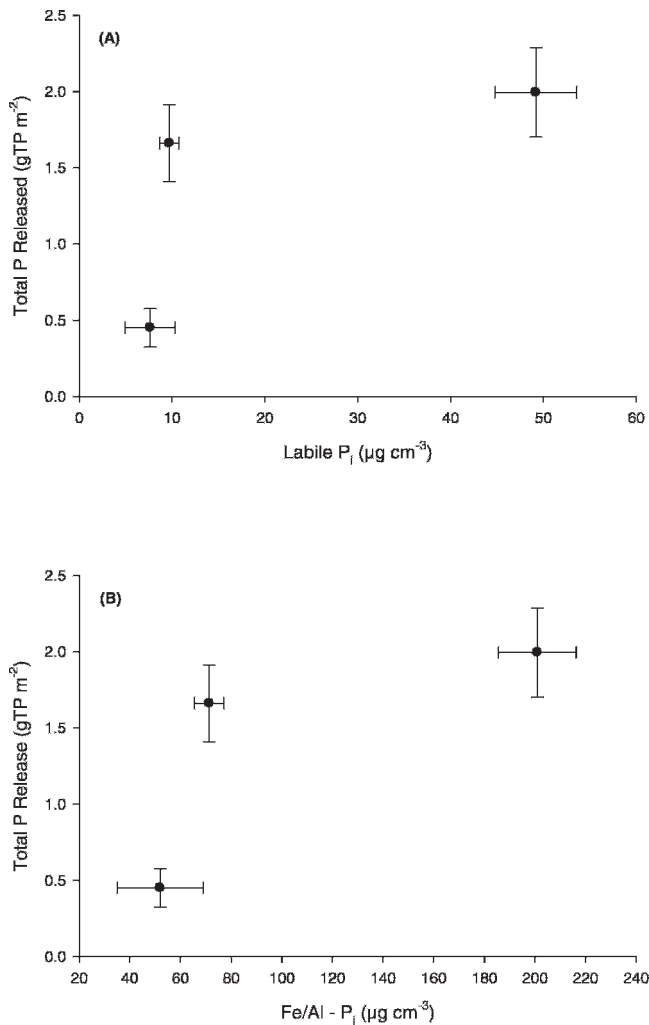 (A)
Total P Released (gTP m-2)
2.5
2.0
1.5
1.0
0.5
0.0
0 10 20 30 40 50 60
Labile Pi (µg cm-3)
(B)
Total P Release (gTP m-2)
2.5
2.0
1.5
1.0
0.5
0.0
20 40 60 80 100 120 140 160 180 200 220 240
Fe/Al - Pi (µg cm-3)